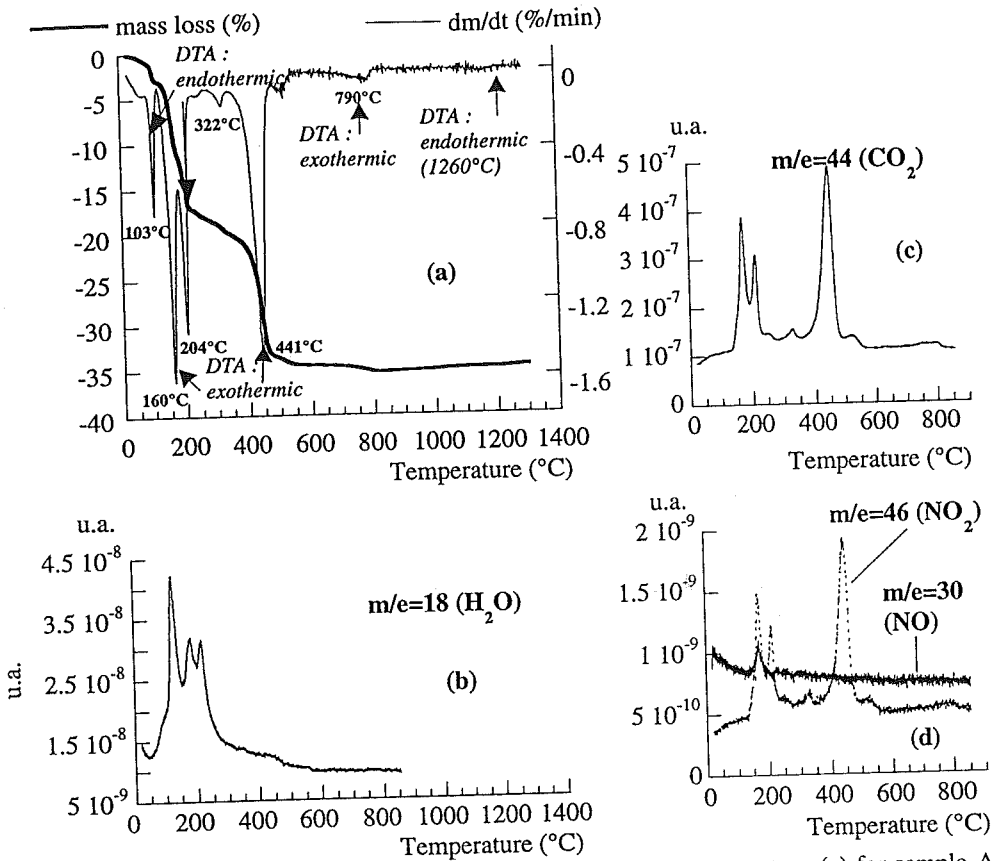 mass loss (%)
dm/dt (%/min)
DTA :
endothermic
0
-5
-10
-15
-20
-25
-30
-35
-40
0
-0.4
-0.8
-1.2
-1.6
322°C
790°C
DTA :
exothermic
DTA :
endothermic
(1260°C)
103°C
(a)
204°C
441°C
DTA :
exothermic
160°C
0 200 400 600 800 1000 1200 1400
Temperature (°C)
u.a.
m/e=44 (CO2)
5 10-7
4 10-7
3 10-7
2 10-7
1 10-7
0
(c)
0 200 400 600 800
Temperature (°C)
u.a.
u.a.
4.5 10-8
3.5 10-8
2.5 10-8
1.5 10-8
5 10-9
m/e=18 (H2O)
(b)
0 200 400 600 800 1000 1200 1400
Temperature (°C)
u.a.
m/e=46 (NO2)
2 10-9
1.5 10-9
1 10-9
5 10-10
0
m/e=30
(NO)
(d)
0 200 400 600 800
Temperature (°C)
for sample A